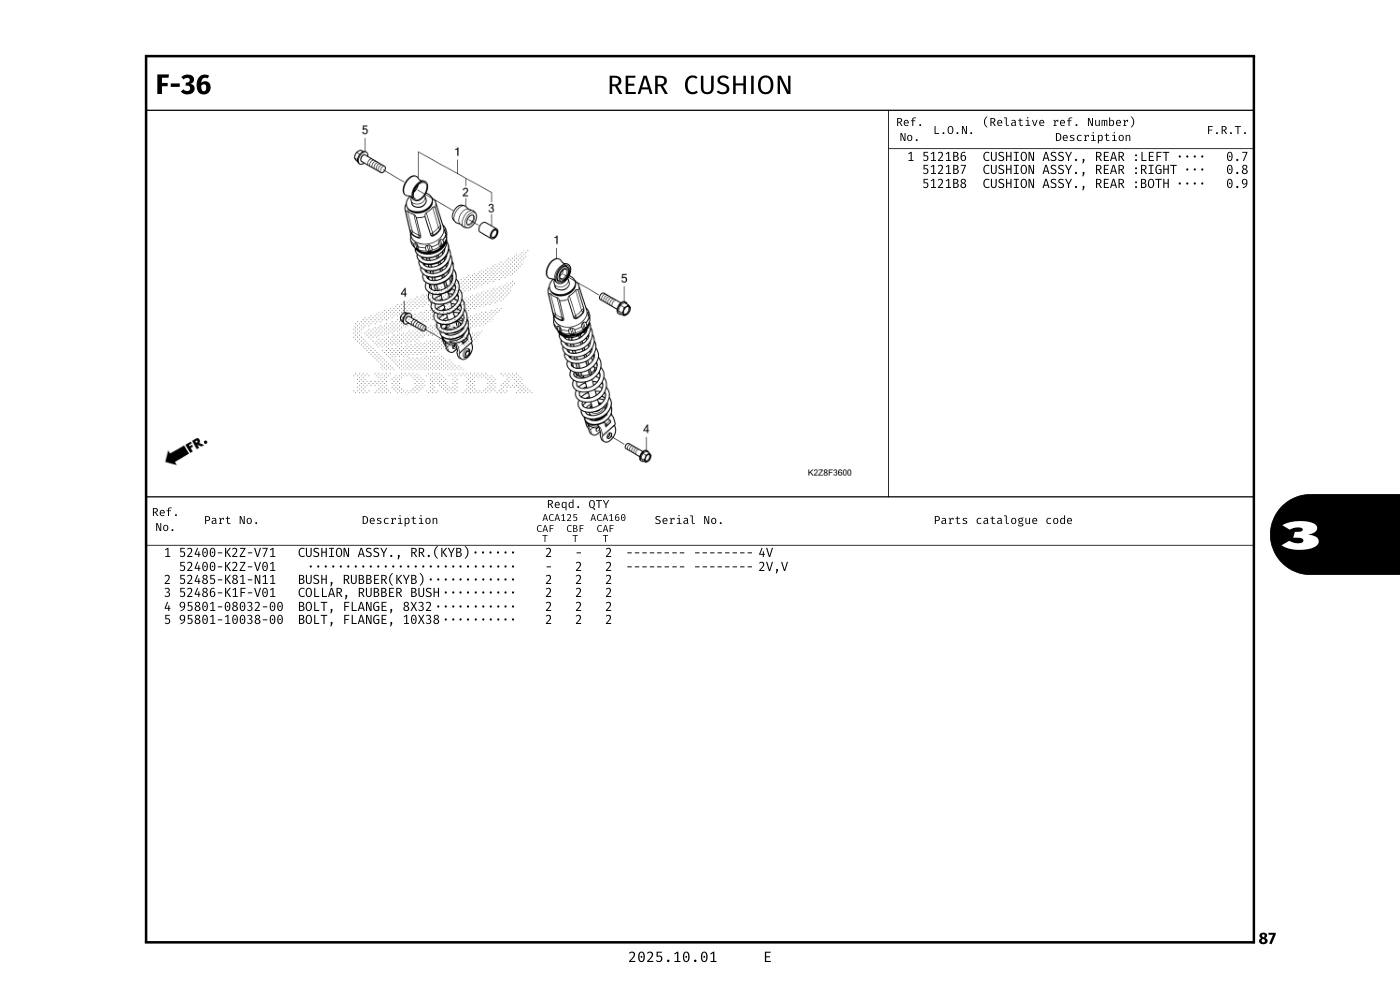 F-36
REAR CUSHION
5
1
2
3
1
5
4
4
HONDA
FR.
K2Z8F3600
Ref. No. L.O.N. (Relative ref. Number) Description F.R.T.
1 5121B6 CUSHION ASSY., REAR :LEFT ···· 0.7
5121B7 CUSHION ASSY., REAR :RIGHT ··· 0.8
5121B8 CUSHION ASSY., REAR :BOTH ···· 0.9
Reqd. QTY
Ref. No. Part No. Description ACA125 ACA160 Serial No. Parts catalogue code
CAF CBF CAF
T T T
1 52400-K2Z-V71 CUSHION ASSY., RR.(KYB)······ 2 - 2 -------- -------- 4V
52400-K2Z-V01 ···························· - 2 2 -------- -------- 2V,V
2 52485-K81-N11 BUSH, RUBBER(KYB)············ 2 2 2
3 52486-K1F-V01 COLLAR, RUBBER BUSH·········· 2 2 2
4 95801-08032-00 BOLT, FLANGE, 8X32··········· 2 2 2
5 95801-10038-00 BOLT, FLANGE, 10X38·········· 2 2 2
3
87
2025.10.01 E